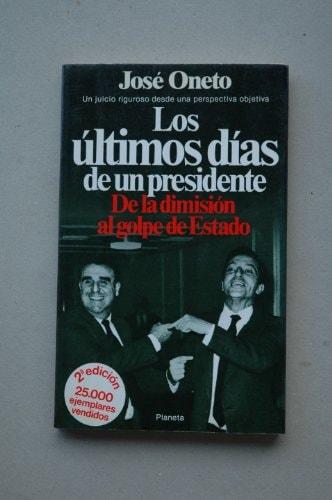 José Oneto
Un juicio riguroso desde una perspectiva objetiva
Los
últimos días
de un presidente
De la dimisión
al golpe de Estado
2ª edición
25.000
ejemplares
vendidos
Planeta